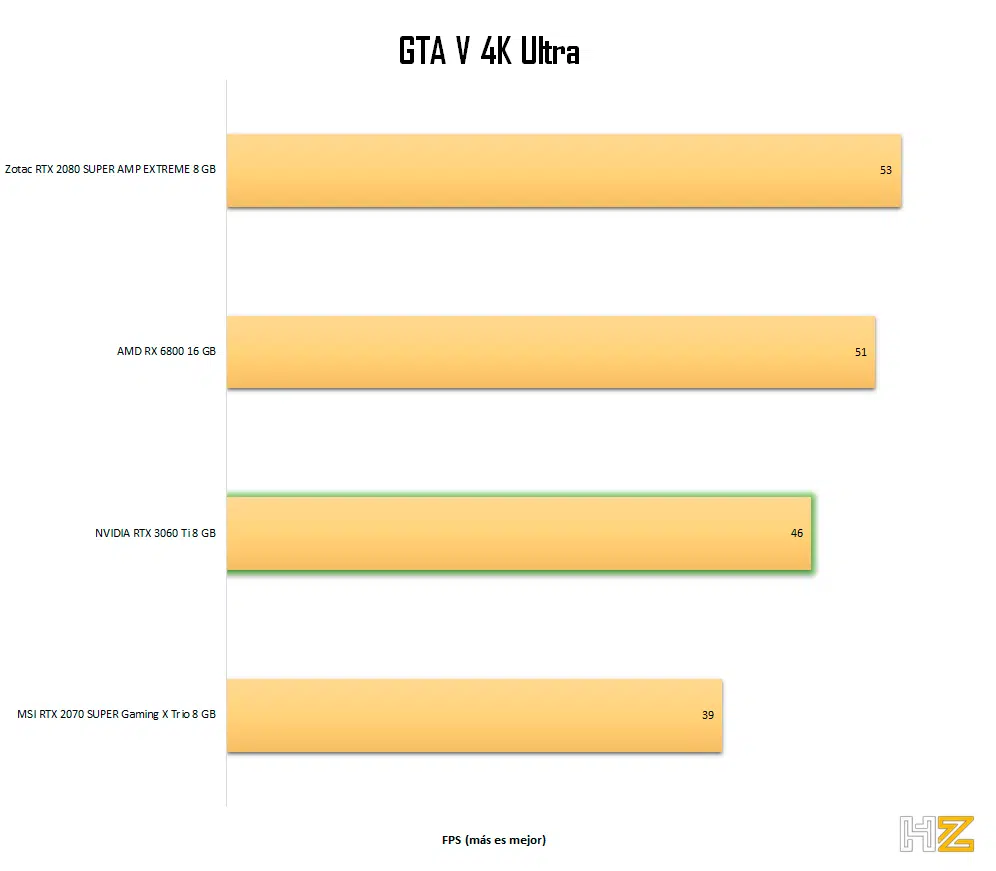 GTA V 4K Ultra
Zotac RTX 2080 SUPER AMP EXTREME 8 GB
53
AMD RX 6800 16 GB
51
NVIDIA RTX 3060 Ti 8 GB
46
MSI RTX 2070 SUPER Gaming X Trio 8 GB
39
FPS (más es mejor)
HZ